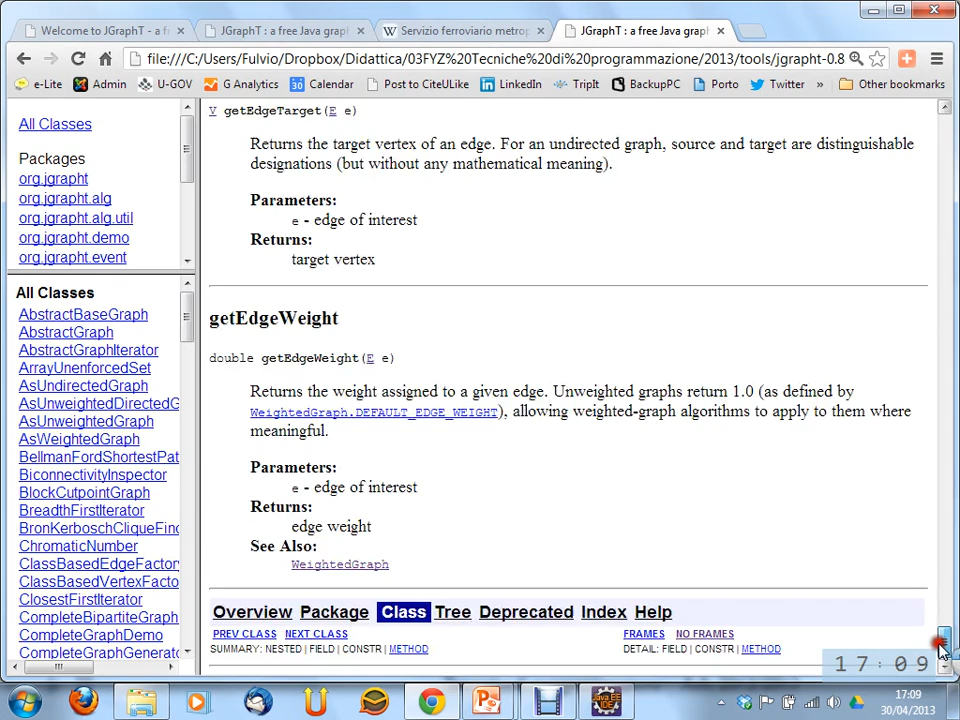 Welcome to JGraphT - a f
JGraphT : a free Java grap
Servizio ferroviario metrop
JGraphT : a free Java grap
file:///C:/Users/Fulvio/Dropbox/Didattica/03FYZ%20Tecniche%20di%20programmazione/2013/tools/jgrapht-0.8
e-Lite
Admin
U-GOV
G Analytics
30 Calendar
Post to CiteULike
LinkedIn
TripIt
BackupPC
Porto
Twitter
»
Other bookmarks
All Classes
Packages
org.jgrapht
org.jgrapht.alg
org.jgrapht.alg.util
org.jgrapht.demo
org.jgrapht.event
All Classes
AbstractBaseGraph
AbstractGraph
AbstractGraphIterator
ArrayUnenforcedSet
AsUndirectedGraph
AsUnweightedDirectedG
AsUnweightedGraph
AsWeightedGraph
BellmanFordShortestPat
BiconnectivityInspector
BlockCutpointGraph
BreadthFirstIterator
BronKerboschCliqueFind
ChromaticNumber
ClassBasedEdgeFactory
ClassBasedVertexFacto
ClosestFirstIterator
CompleteBipartiteGraph
CompleteGraphDemo
CompleteGraphGenerato
V getEdgeTarget(E e)
Returns the target vertex of an edge. For an undirected graph, source and target are distinguishable
designations (but without any mathematical meaning).
Parameters:
e - edge of interest
Returns:
target vertex
getEdgeWeight
double getEdgeWeight(E e)
Returns the weight assigned to a given edge. Unweighted graphs return 1.0 (as defined by
WeightedGraph.DEFAULT_EDGE_WEIGHT), allowing weighted-graph algorithms to apply to them where
meaningful.
Parameters:
e - edge of interest
Returns:
edge weight
See Also:
WeightedGraph
Overview Package Class Tree Deprecated Index Help
PREV CLASS NEXT CLASS
FRAMES NO FRAMES
SUMMARY: NESTED | FIELD | CONSTR | METHOD
DETAIL: FIELD | CONSTR | METHOD
17:09
17:09
30/04/2013